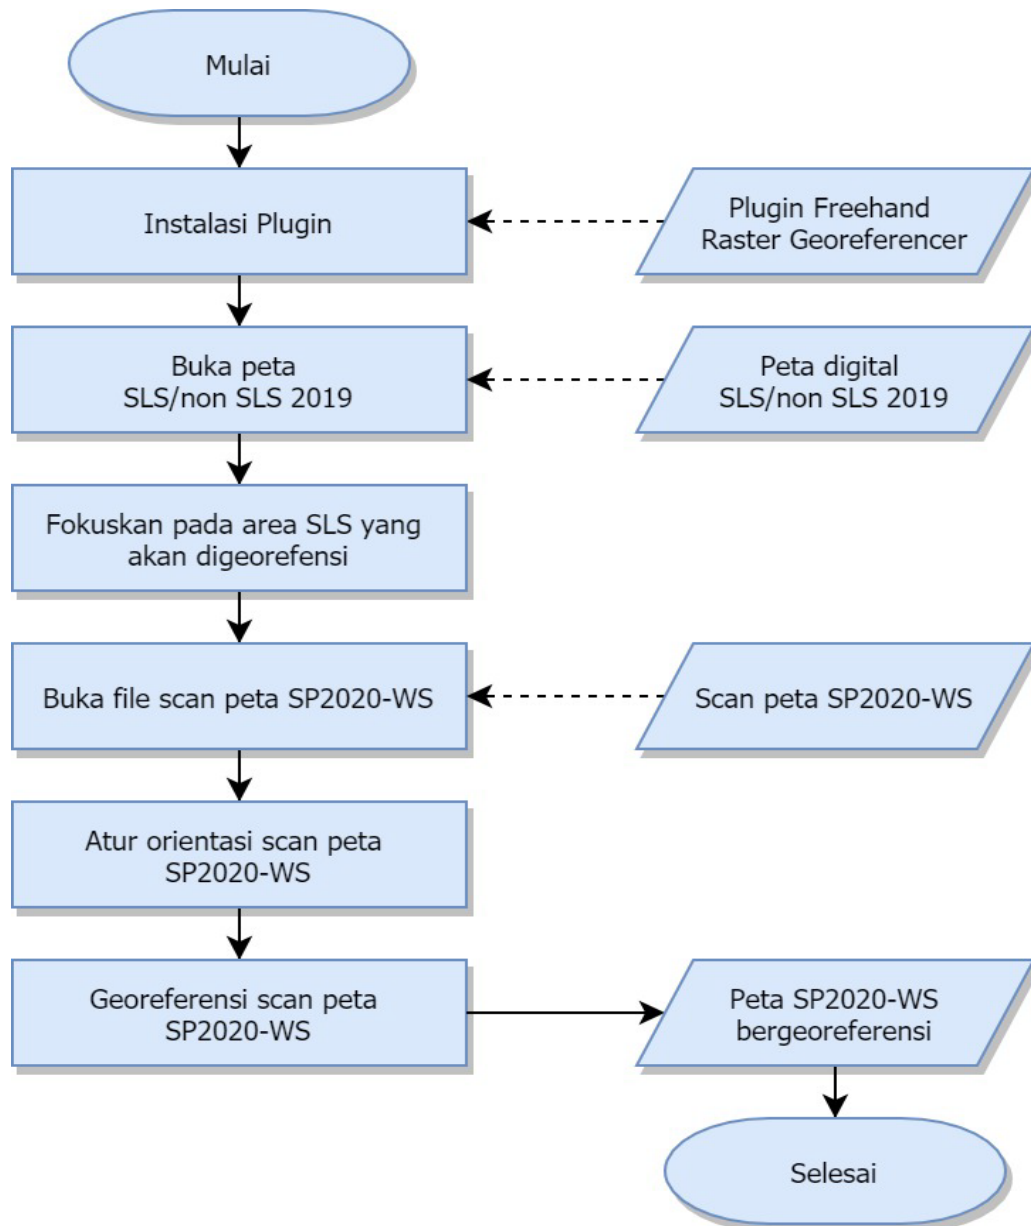 Mulai
Instalasi Plugin
Plugin Freehand
Raster Georeferencer
Buka peta
SLS/non SLS 2019
Peta digital
SLS/non SLS 2019
Fokuskan pada area SLS yang
akan digeorefensi
Buka file scan peta SP2020-WS
Scan peta SP2020-WS
Atur orientasi scan peta
SP2020-WS
Georeferensi scan peta
SP2020-WS
Peta SP2020-WS
bergeoreferensi
Selesai